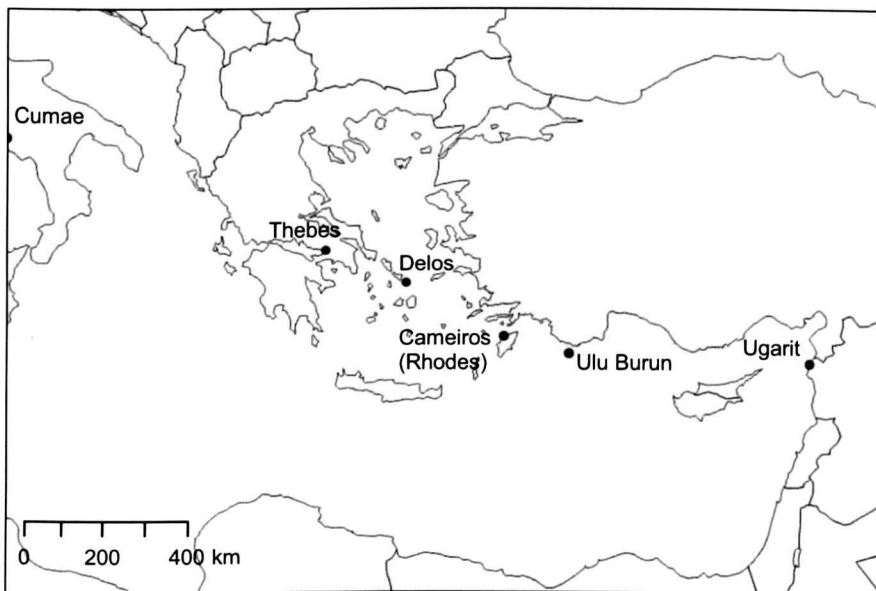 Cumae
Thebes
Delos
Cameiros
(Rhodes)
Ulu Burun
Ugarit
0 200 400 km